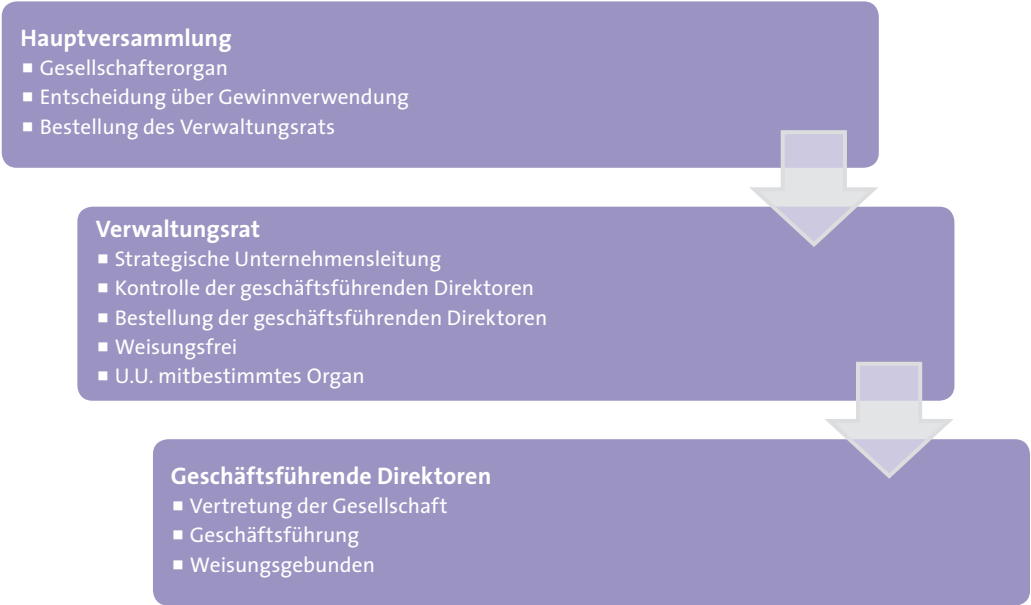 Hauptversammlung
■ Gesellschafterorgan
■ Entscheidung über Gewinnverwendung
■ Bestellung des Verwaltungsrats
Verwaltungsrat
■ Strategische Unternehmensleitung
■ Kontrolle der geschäftsführenden Direktoren
■ Bestellung der geschäftsführenden Direktoren
■ Weisungsfrei
■ U.U. mitbestimmtes Organ
Geschäftsführende Direktoren
■ Vertretung der Gesellschaft
■ Geschäftsführung
■ Weisungsgebunden